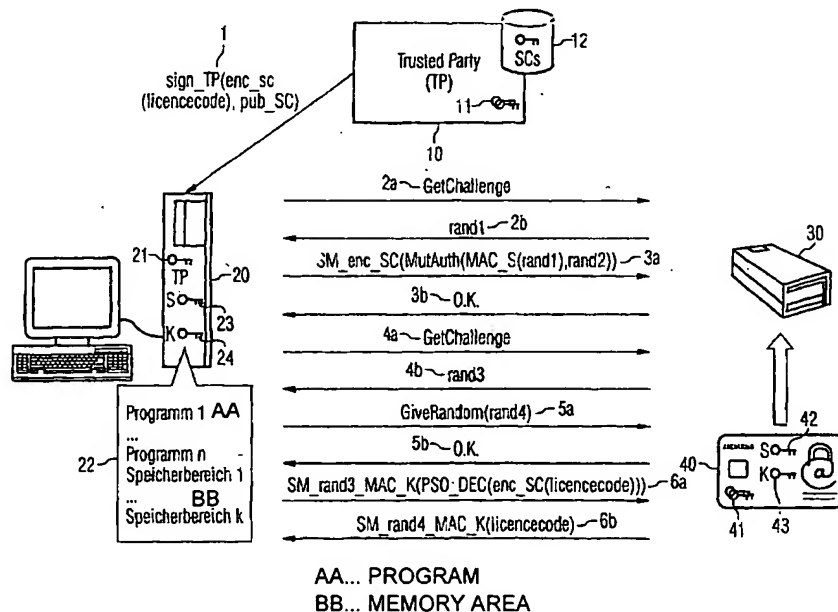 1
sign_TP(enc_sc
(licencecode), pub_SC)
Trusted Party
(TP)
11
10
SCs
12
2a GetChallenge
rand1 2b
SM_enc_SC(MutAuth(MAC_S(rand1),rand2)) 3a
3b O.K.
4a GetChallenge
4b rand3
GiveRandom(rand4) 5a
5b O.K.
SM_rand3_MAC_K(PSO·DEC(enc_SC(licencecode))) 6a
SM_rand4_MAC_K(licencecode) 6b
21
TP
20
S
23
K
24
22
Programm 1 AA
...
Programm n
Speicherbereich 1
... BB
Speicherbereich k
30
40
SIEMENS
S
42
K
@
41
43
AA... PROGRAM
BB... MEMORY AREA